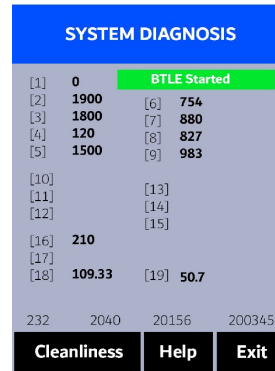 SYSTEM DIAGNOSIS
[1] 0 BTLE Started
[2] 1900 [6] 754
[3] 1800 [7] 880
[4] 120 [8] 827
[5] 1500 [9] 983
[10] [13]
[11] [14]
[12] [15]
[16] 210
[17]
[18] 109.33 [19] 50.7
232 2040 20156 200345
Cleanliness Help Exit